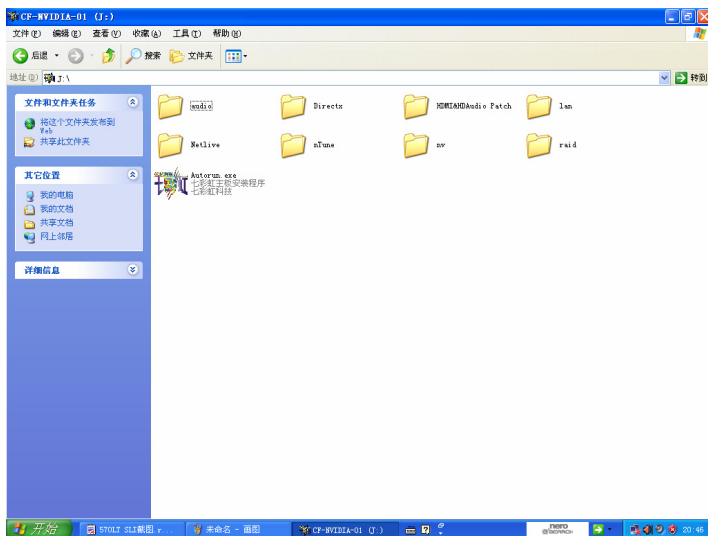 CF-NVIDIA-01 (J:)
文件(F) 编辑(E) 查看(V) 收藏(A) 工具(T) 帮助(H)
后退 搜索 文件夹
地址(D) J:\ 转到
文件和文件夹任务
将这个文件夹发布到
Web
共享此文件夹
其它位置
我的电脑
我的文档
共享文档
网上邻居
详细信息
audio Directx HDMI&HDAudio Patch lan
Netlive nTune nv raid
Autorun.exe
七彩虹主板安装程序
七彩虹科技
开始 570LT SLI截图.r... 未命名 - 画图 CF-NVIDIA-01 (J:) nero 20:46